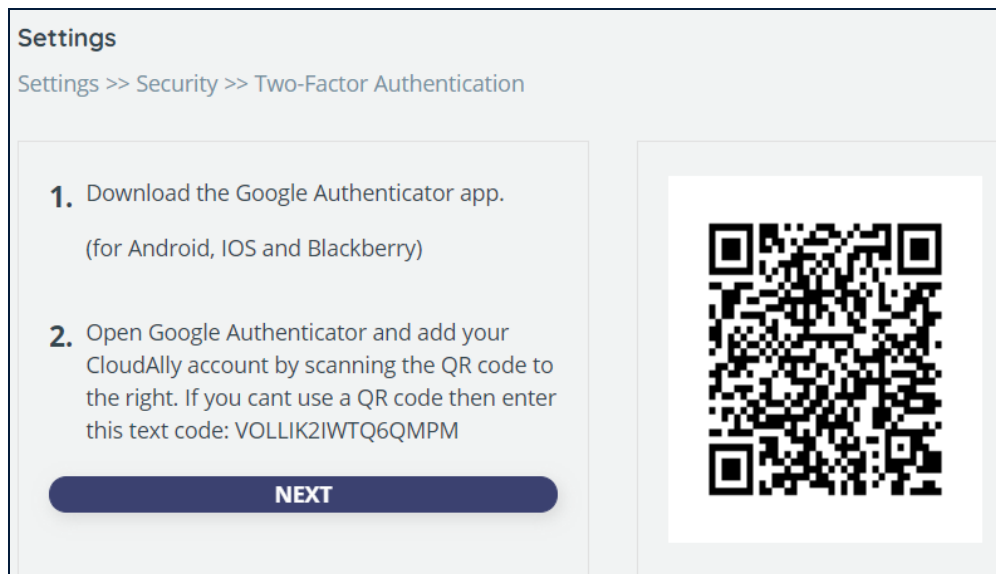 Settings
Settings >> Security >> Two-Factor Authentication
1. Download the Google Authenticator app.
(for Android, IOS and Blackberry)
2. Open Google Authenticator and add your
CloudAlly account by scanning the QR code to
the right. If you cant use a QR code then enter
this text code: VOLLIK2IWTQ6QMPM
NEXT